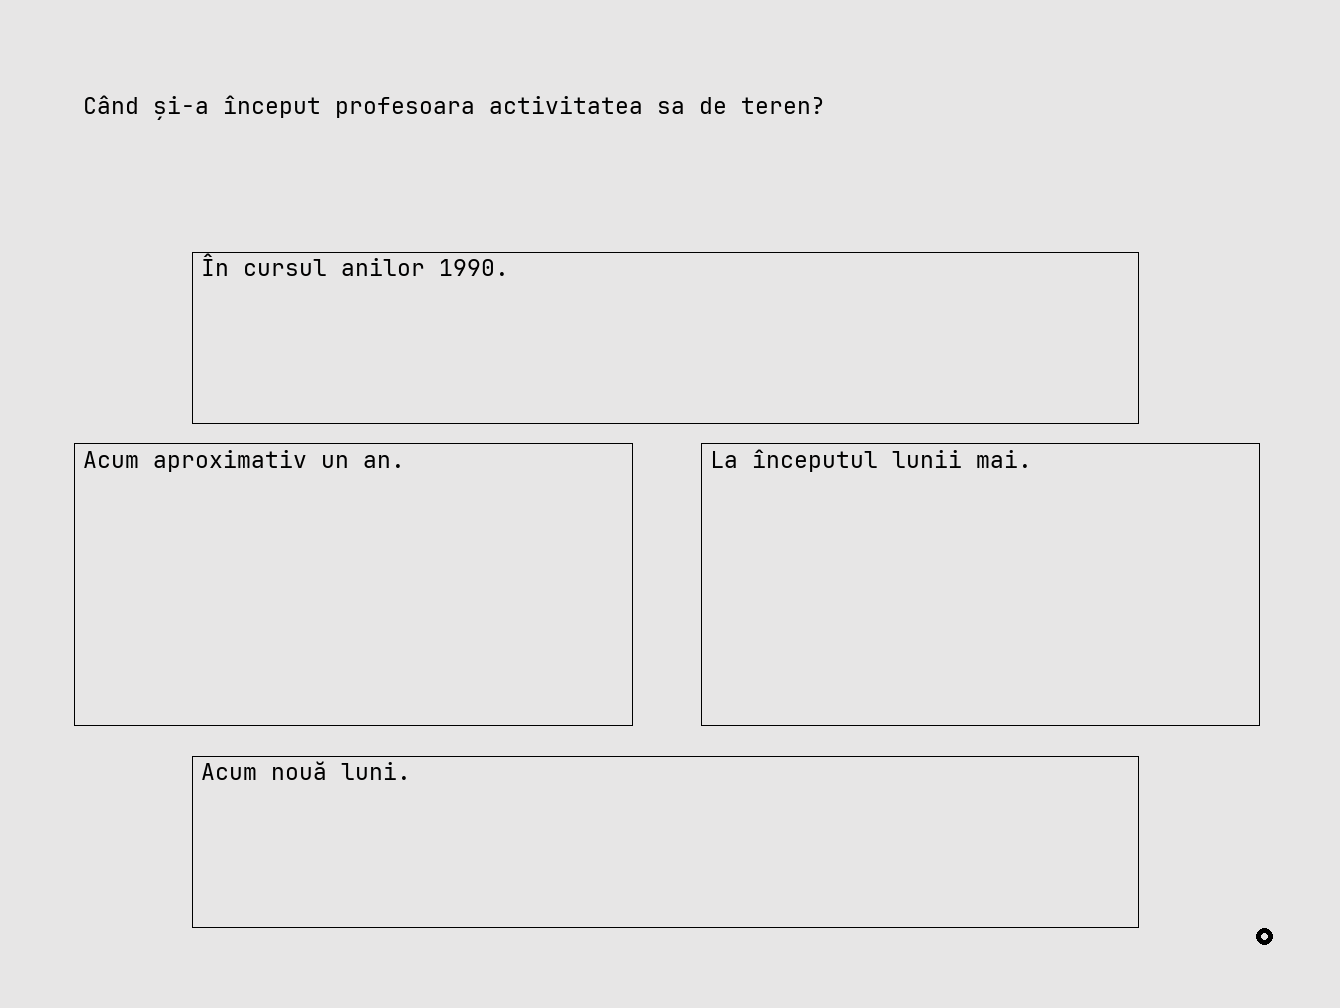 Când și-a început profesoara activitatea sa de teren?
În cursul anilor 1990.
Acum aproximativ un an.
La începutul lunii mai.
Acum nouă luni.